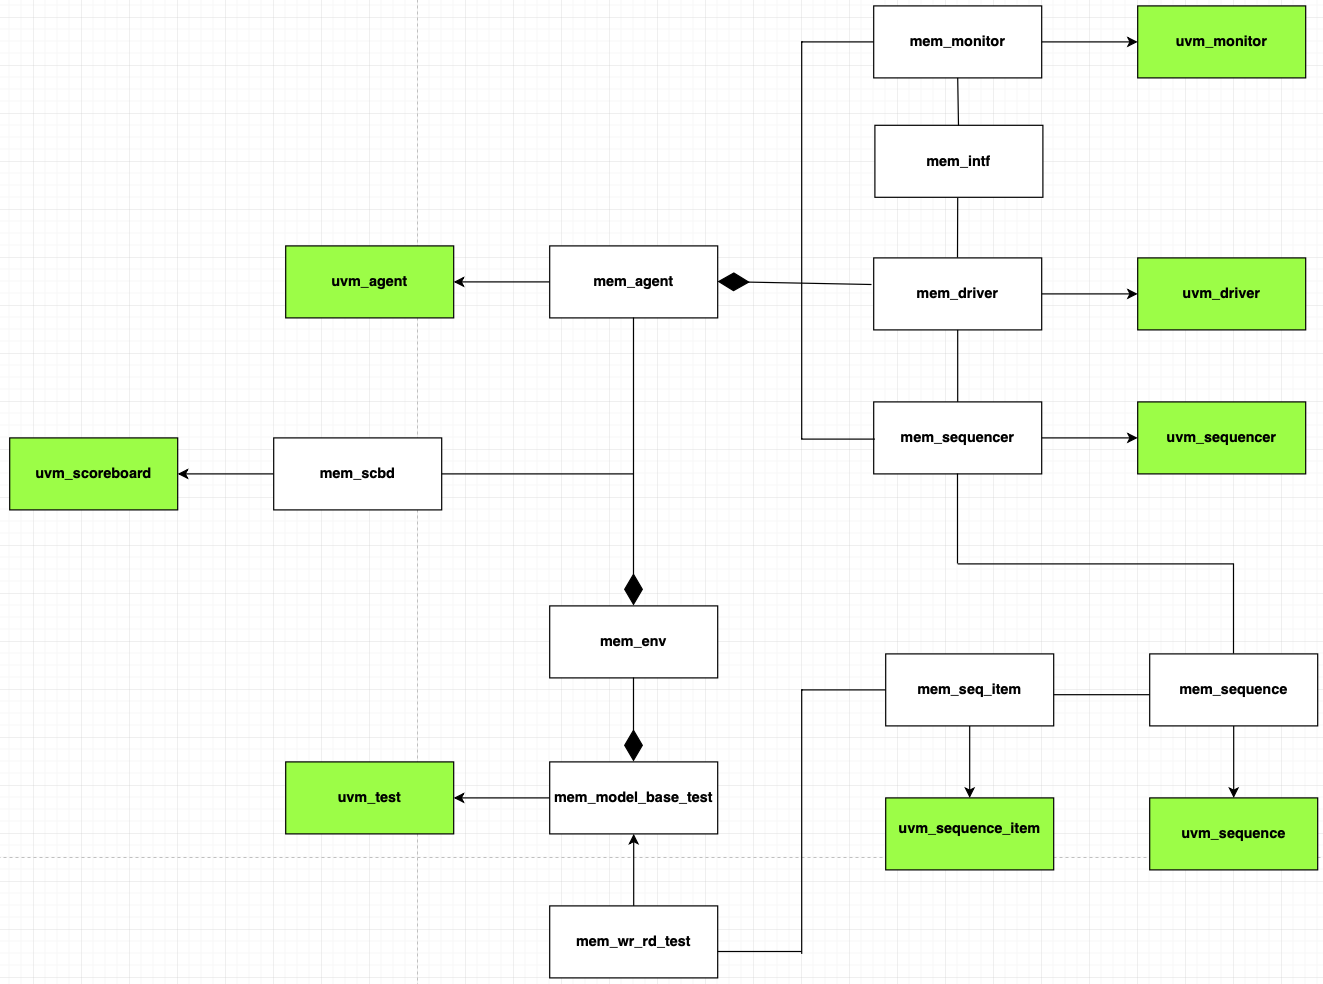 mem_monitor
uvm_monitor
mem_intf
uvm_agent
mem_agent
mem_driver
uvm_driver
uvm_scoreboard
mem_scbd
mem_sequencer
uvm_sequencer
mem_env
mem_seq_item
mem_sequence
uvm_test
mem_model_base_test
uvm_sequence_item
uvm_sequence
mem_wr_rd_test